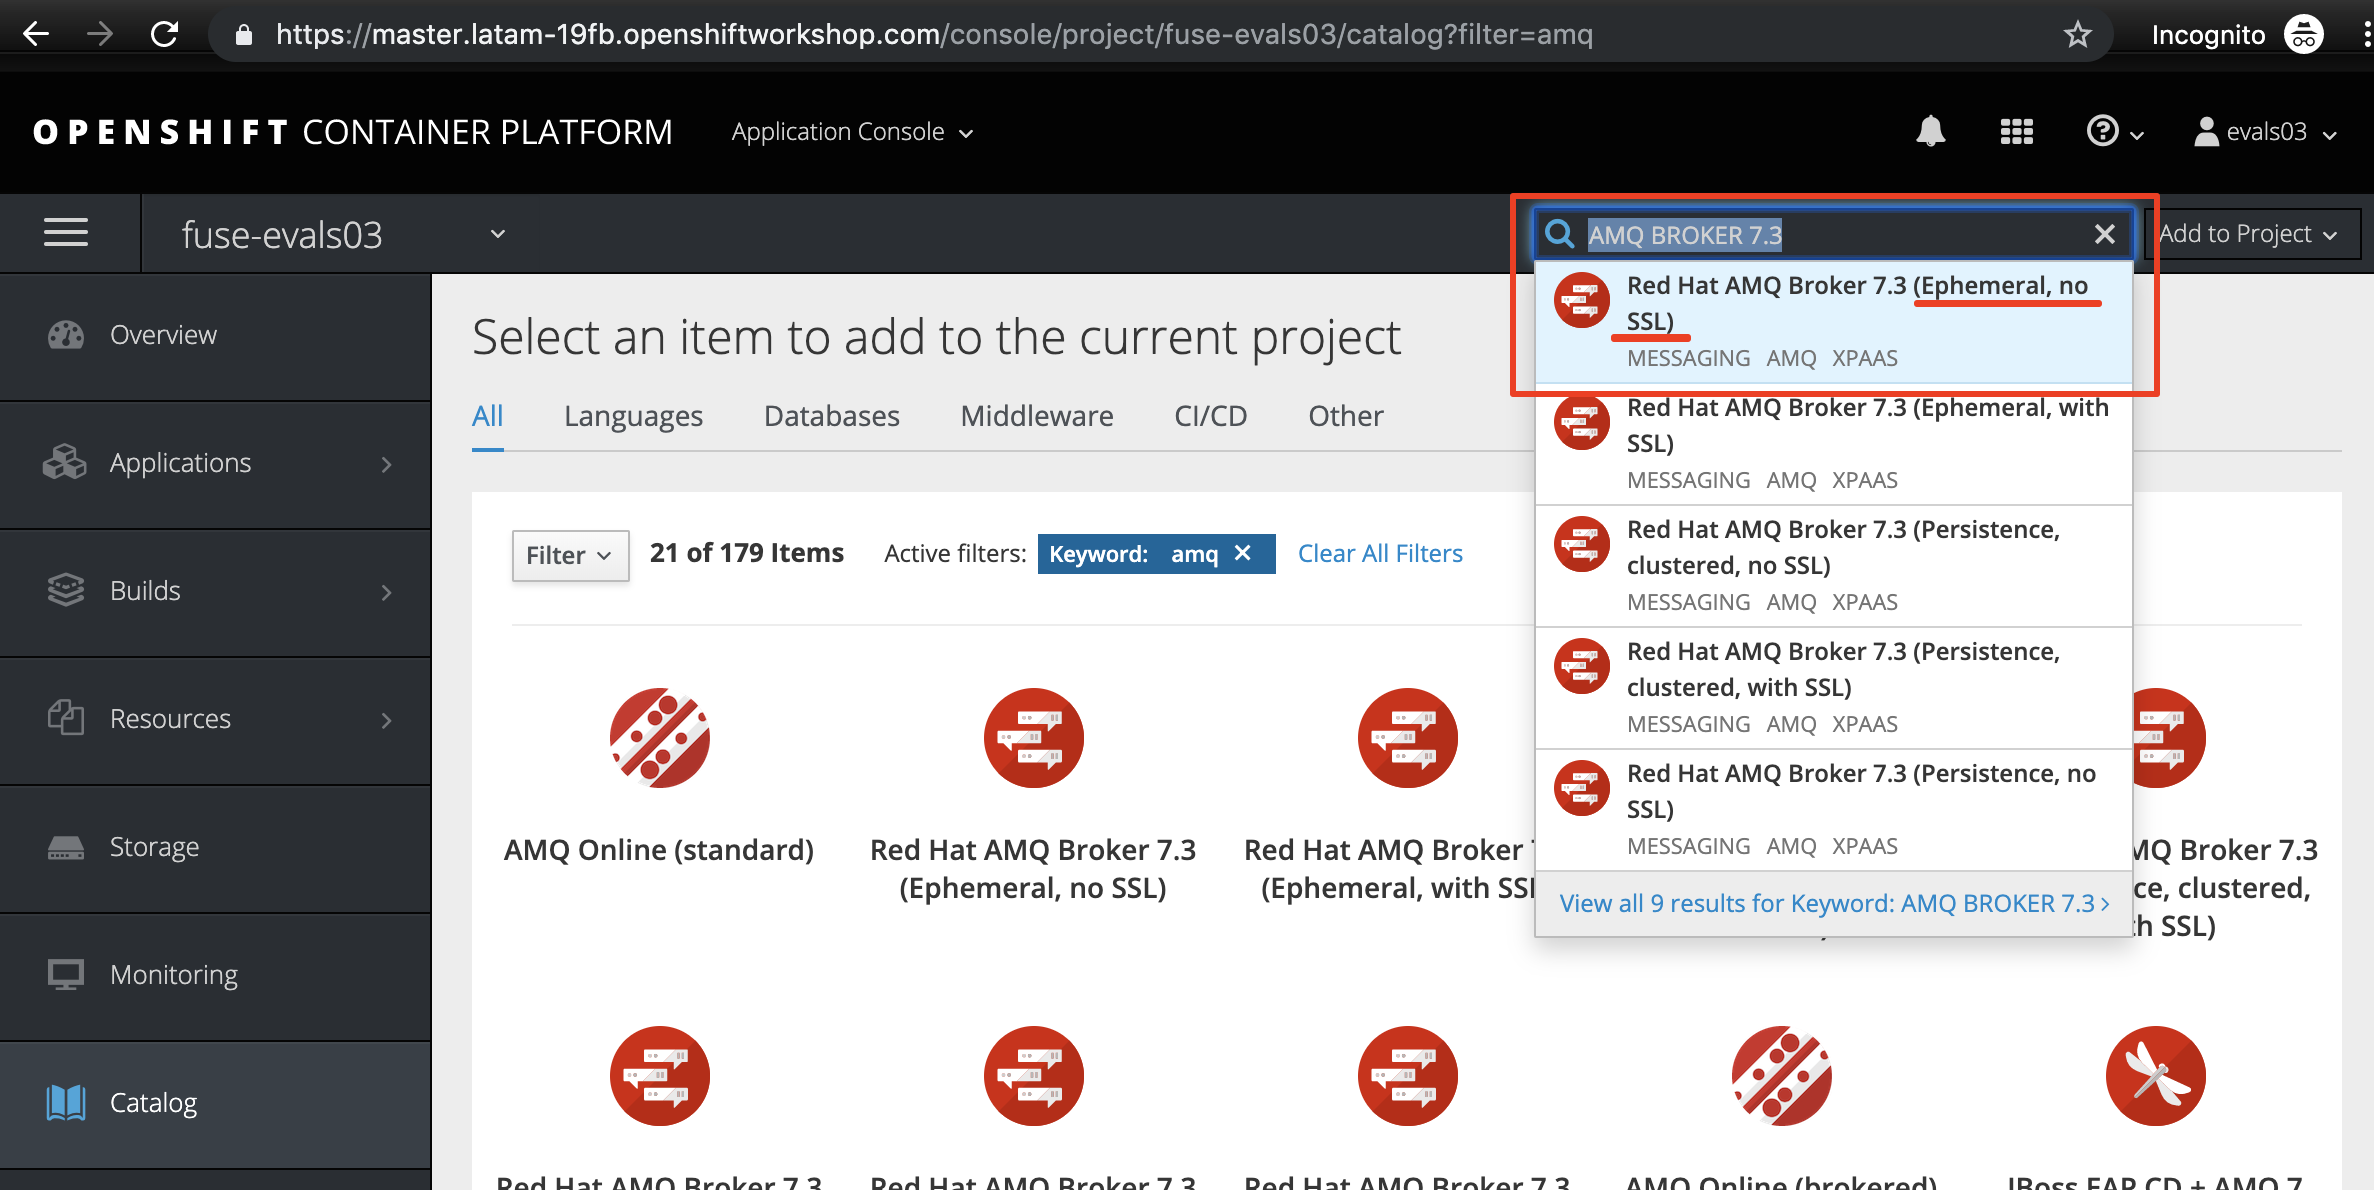 https://master.latam-19fb.openshiftworkshop.com/console/project/fuse-evals03/catalog?filter=amq
Incognito
OPENSHIFT CONTAINER PLATFORM
Application Console
evals03
fuse-evals03
AMQ BROKER 7.3
Add to Project
Red Hat AMQ Broker 7.3 (Ephemeral, no
SSL)
MESSAGING AMQ XPAAS
Red Hat AMQ Broker 7.3 (Ephemeral, with
SSL)
MESSAGING AMQ XPAAS
Red Hat AMQ Broker 7.3 (Persistence,
clustered, no SSL)
MESSAGING AMQ XPAAS
Red Hat AMQ Broker 7.3 (Persistence,
clustered, with SSL)
MESSAGING AMQ XPAAS
Red Hat AMQ Broker 7.3 (Persistence, no
SSL)
MESSAGING AMQ XPAAS
View all 9 results for Keyword: AMQ BROKER 7.3
Overview
Applications
Builds
Resources
Storage
Monitoring
Catalog
Select an item to add to the current project
All Languages Databases Middleware CI/CD Other
Filter 21 of 179 Items Active filters: Keyword: amq Clear All Filters
AMQ Online (standard)
Red Hat AMQ Broker 7.3
(Ephemeral, no SSL)
Red Hat AMQ Broker
(Ephemeral, with SSL
MQ Broker 7.3
ce, clustered,
th SSL)
Red Hat AMQ Broker 7.3
Red Hat AMQ Broker 7.3
Red Hat AMQ Broker 7.3
AMQ Online (brokered)
JBoss EAP CD + AMQ 7